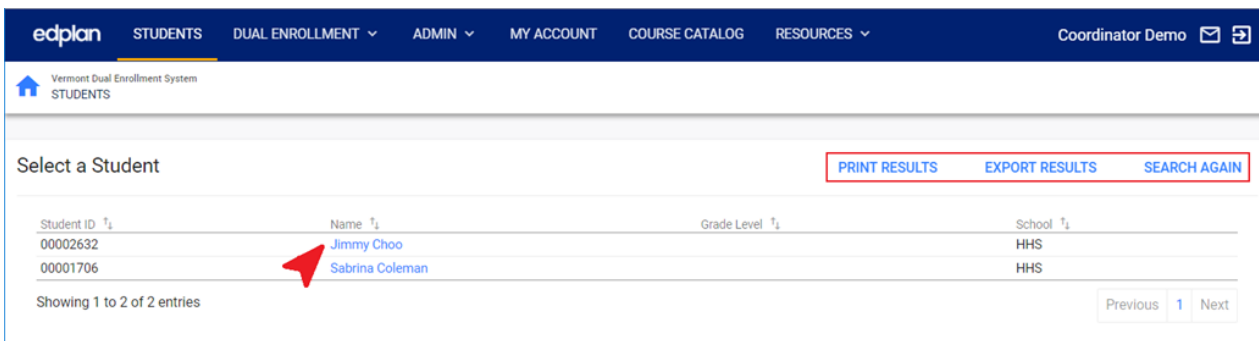 edplan STUDENTS DUAL ENROLLMENT ADMIN MY ACCOUNT COURSE CATALOG RESOURCES Coordinator Demo
Vermont Dual Enrollment System
STUDENTS
Select a Student PRINT RESULTS EXPORT RESULTS SEARCH AGAIN
Student ID Name Grade Level School
00002632 Jimmy Choo HHS
00001706 Sabrina Coleman HHS
Showing 1 to 2 of 2 entries Previous 1 Next